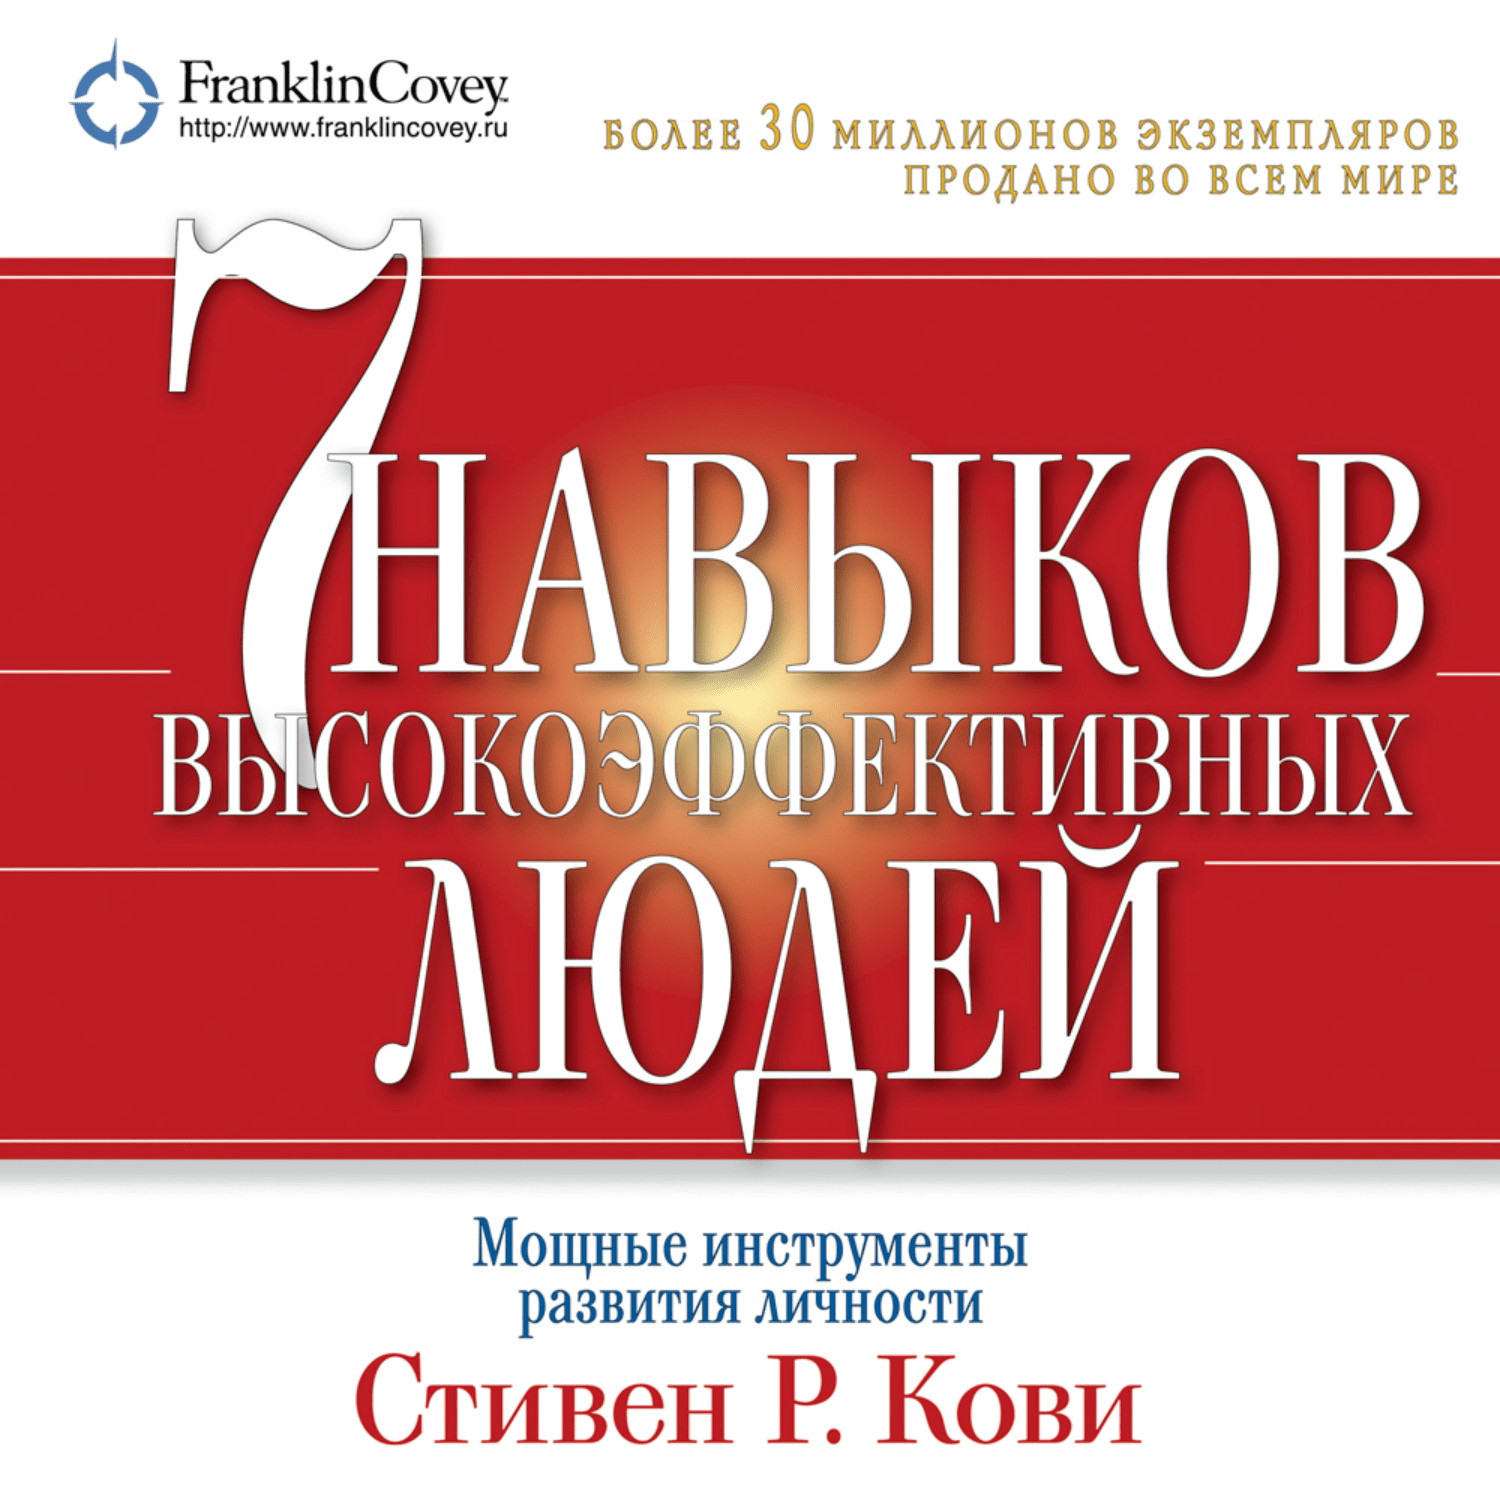 FranklinCovey™
http://www.franklincovey.ru
БОЛЕЕ 30 МИЛЛИОНОВ ЭКЗЕМПЛЯРОВ
ПРОДАНО ВО ВСЕМ МИРЕ
7 НАВЫКОВ
ВЫСОКОЭФФЕКТИВНЫХ
ЛЮДЕЙ
Мощные инструменты
развития личности
Стивен Р. Кови